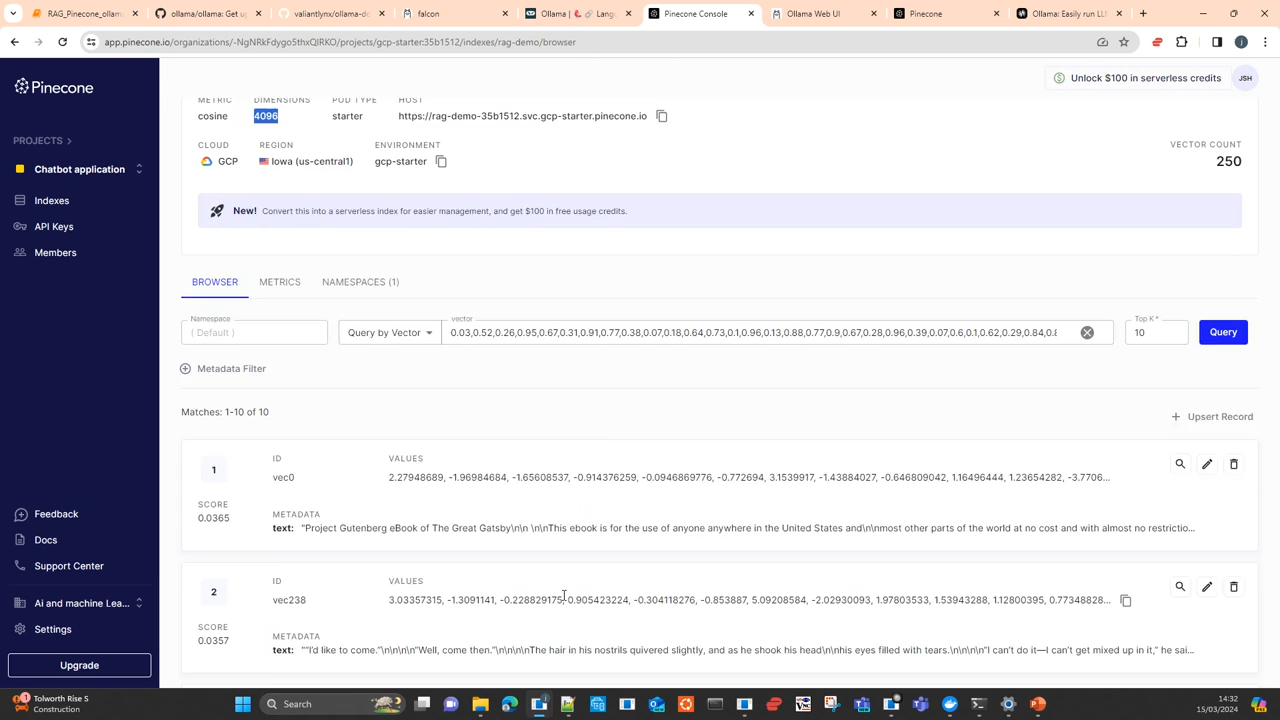 RAG_Pinecone_ollam
ollama/ollama: Get up
valiantlynx/ollama-do
falcon
Ollama | 🦜️🔗 Lang
Pinecone Console
Ollama Web UI
Pinecone
Ollama: Easily run LLM
app.pinecone.io/organizations/-NgNRkFdygo5thxQIRKO/projects/gcp-starter:35b1512/indexes/rag-demo/browser
Pinecone
Unlock $100 in serverless credits
JSH
PROJECTS
Chatbot application
Indexes
API Keys
Members
METRIC DIMENSIONS POD TYPE HOST
cosine 4096 starter https://rag-demo-35b1512.svc.gcp-starter.pinecone.io
CLOUD REGION ENVIRONMENT
GCP Iowa (us-central1) gcp-starter
VECTOR COUNT
250
New! Convert this into a serverless index for easier management, and get $100 in free usage credits.
BROWSER METRICS NAMESPACES (1)
Namespace
( Default )
Query by Vector
vector
0.03,0.52,0.26,0.95,0.67,0.31,0.91,0.77,0.38,0.07,0.18,0.64,0.73,0.1,0.96,0.13,0.88,0.77,0.9,0.67,0.28,0.96,0.39,0.07,0.6,0.1,0.62,0.29,0.84,0.8
Top K *
10
Query
Metadata Filter
Matches: 1-10 of 10
Upsert Record
1
ID VALUES
vec0 2.27948689, -1.96984684, -1.65608537, -0.914376259, -0.0946869776, -0.772694, 3.1539917, -1.43884027, -0.646809042, 1.16496444, 1.23654282, -3.7706...
SCORE
0.0365
METADATA
text: "Project Gutenberg eBook of The Great Gatsby\n\n \n\nThis ebook is for the use of anyone anywhere in the United States and\n\nmost other parts of the world at no cost and with almost no restrictio...
2
ID VALUES
vec238 3.03357315, -1.3091141, -0.228829175, 0.905423224, -0.304118276, -0.853887, 5.09208584, -2.02930093, 1.97803533, 1.53943288, 1.12800395, 0.77348828...
SCORE
0.0357
METADATA
text: "“I’d like to come.”\n\n\n\n“Well, come then.”\n\n\n\nThe hair in his nostrils quivered slightly, and as he shook his head\n\nhis eyes filled with tears.\n\n\n\n“I can’t do it—I can’t get mixed up in it,” he sai...
Feedback
Docs
Support Center
Ai and machine Lea...
Settings
Upgrade
Tolworth Rise S
Construction
Search
14:32
15/03/2024